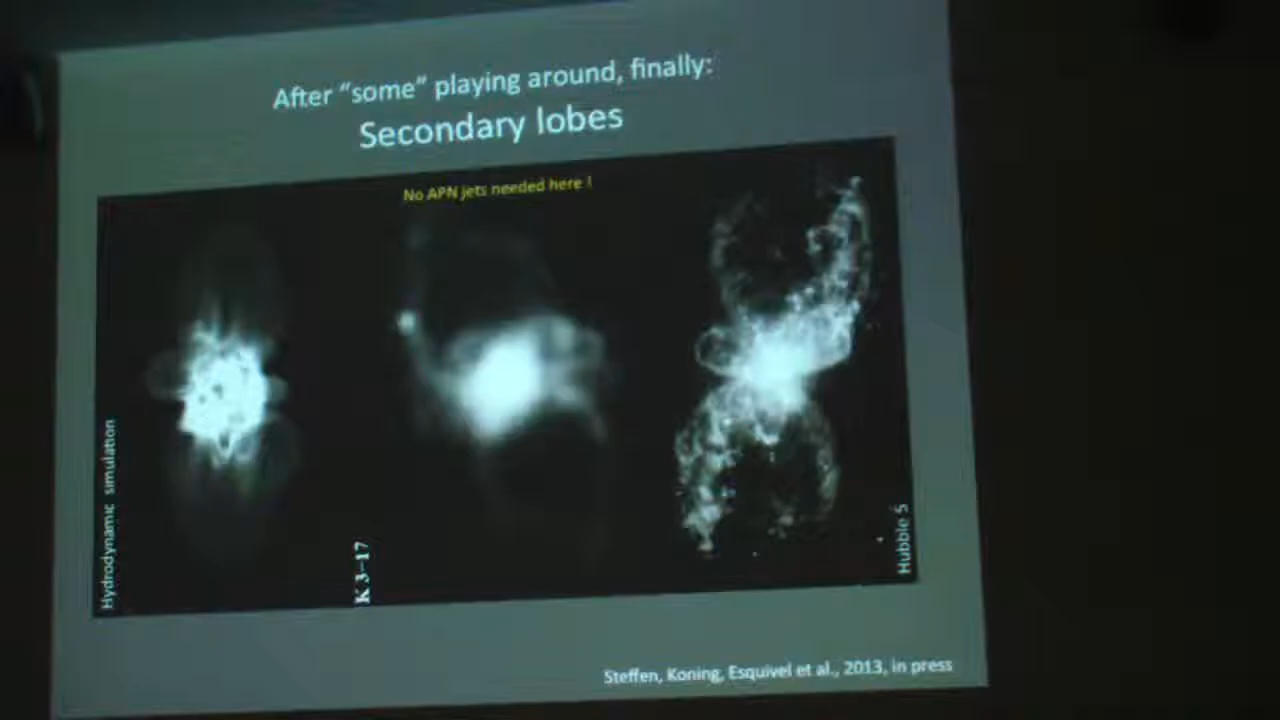 After “some” playing around, finally:
Secondary lobes
No APN jets needed here !
Hydrodynamic simulation
K 3-17
Hubble 5
Steffen, Koning, Esquivel et al., 2013, in press